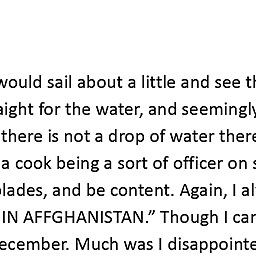 would sail about a little and see th
aight for the water, and seemingly
there is not a drop of water there
a cook being a sort of officer on s
lades, and be content. Again, I al
IN AFFGHANISTAN.” Though I can
ecember. Much was I disappointe